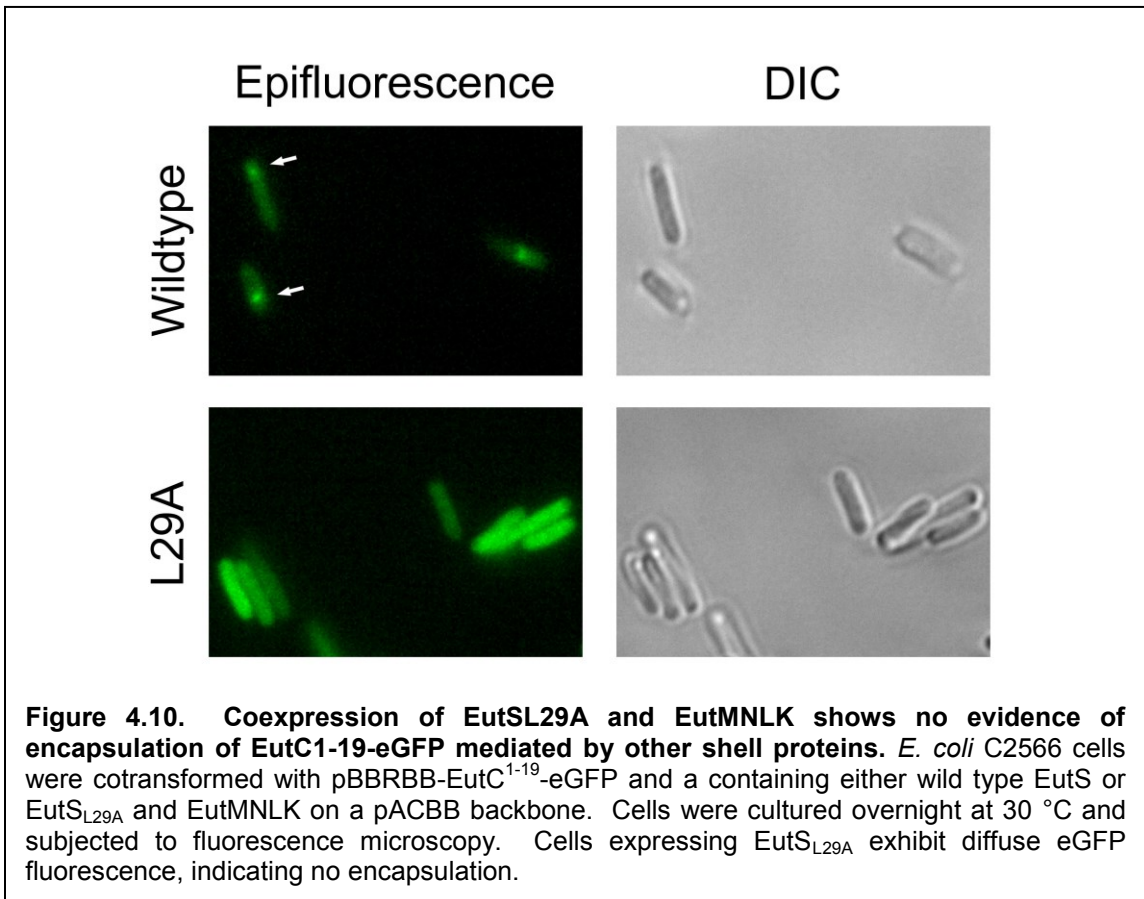 Epifluorescence DIC
Wildtype
L29A
Figure 4.10. Coexpression of EutSL29A and EutMNLK shows no evidence of
encapsulation of EutC1-19-eGFP mediated by other shell proteins. E. coli C2566 cells
were cotransformed with pBBRBB-EutC1-19-eGFP and a containing either wild type EutS or
EutSL29A and EutMNLK on a pACBB backbone. Cells were cultured overnight at 30 °C and
subjected to fluorescence microscopy. Cells expressing EutSL29A exhibit diffuse eGFP
fluorescence, indicating no encapsulation.